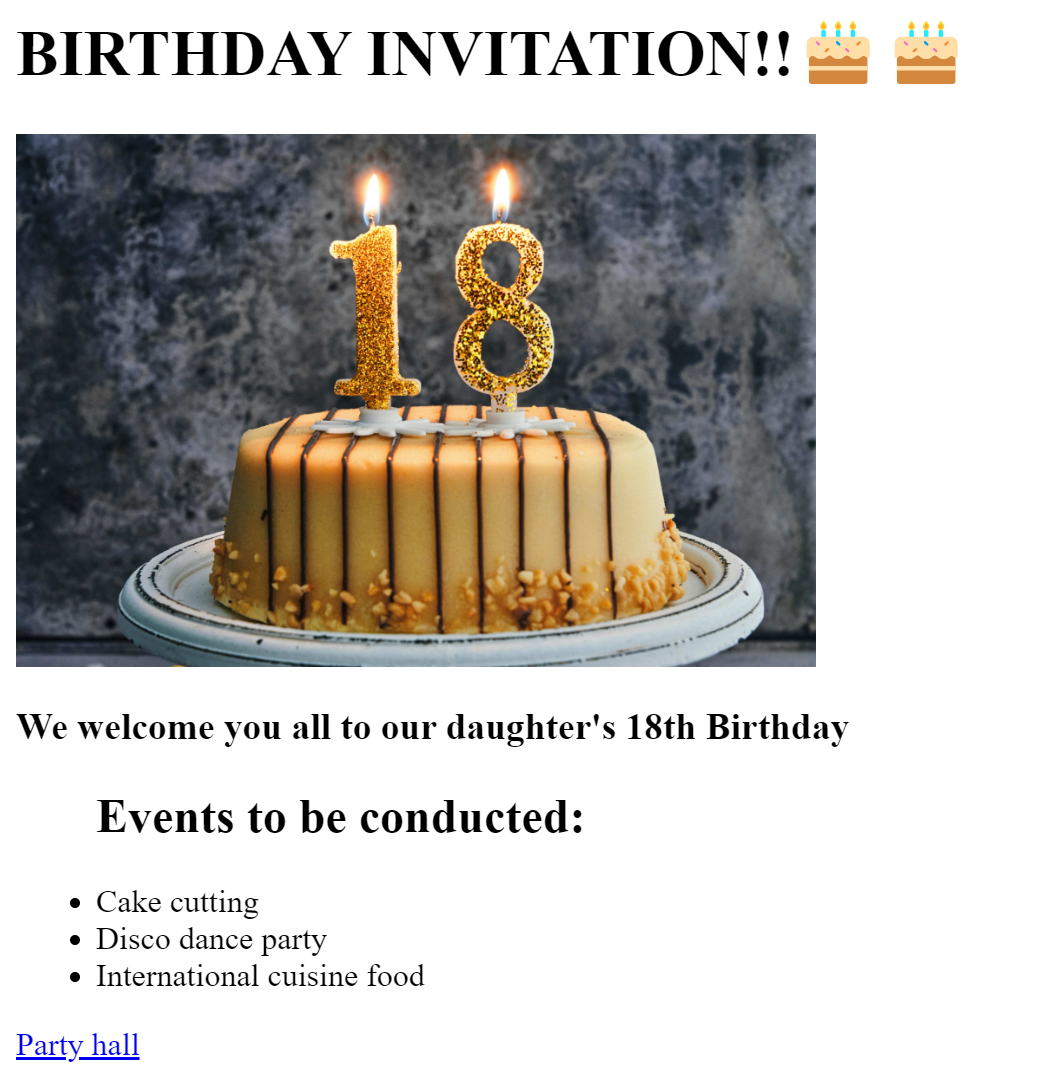 BIRTHDAY INVITATION!!🎂 🎂
18
We welcome you all to our daughter's 18th Birthday
Events to be conducted:
• Cake cutting
• Disco dance party
• International cuisine food
Party hall